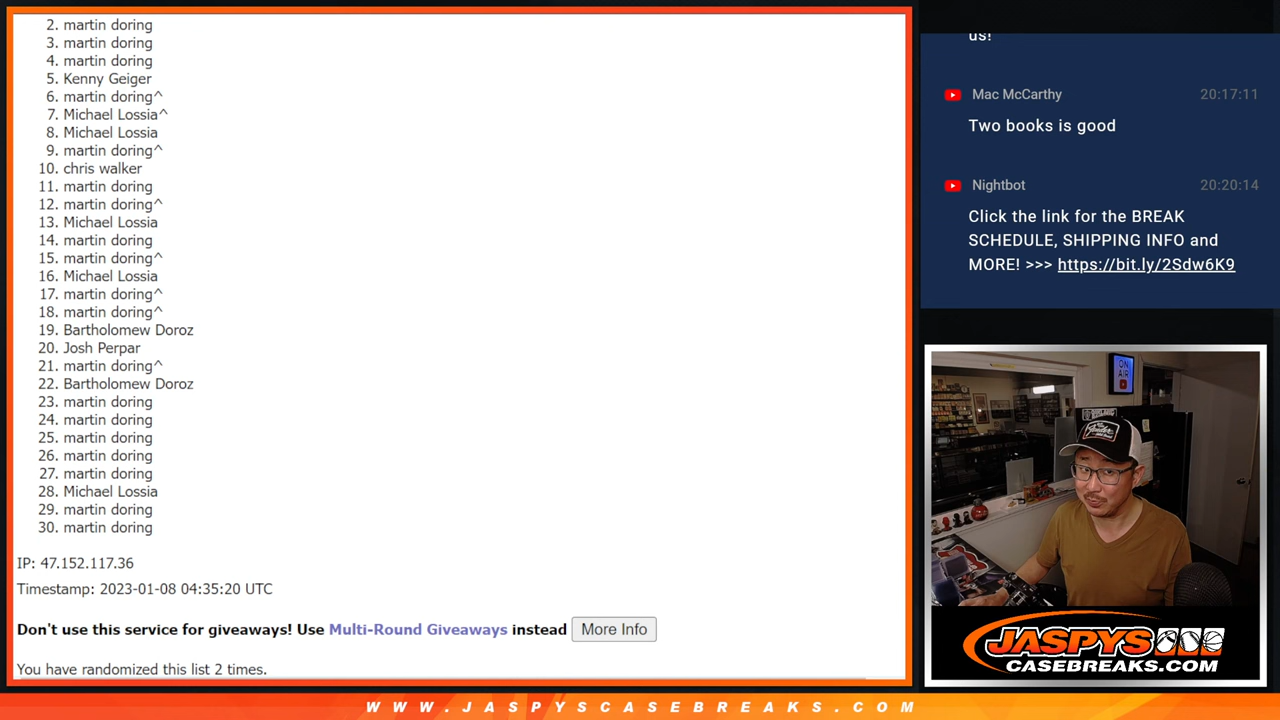 2. martin doring
3. martin doring
4. martin doring
5. Kenny Geiger
6. martin doring^
7. Michael Lossia^
8. Michael Lossia
9. martin doring^
10. chris walker
11. martin doring
12. martin doring^
13. Michael Lossia
14. martin doring
15. martin doring^
16. Michael Lossia
17. martin doring^
18. martin doring^
19. Bartholomew Doroz
20. Josh Perpar
21. martin doring^
22. Bartholomew Doroz
23. martin doring
24. martin doring
25. martin doring
26. martin doring
27. martin doring
28. Michael Lossia
29. martin doring
30. martin doring
IP: 47.152.117.36
Timestamp: 2023-01-08 04:35:20 UTC
Don't use this service for giveaways! Use Multi-Round Giveaways instead More Info
You have randomized this list 2 times.
us!
Mac McCarthy 20:17:11
Two books is good
Nightbot 20:20:14
Click the link for the BREAK
SCHEDULE, SHIPPING INFO and
MORE! >>> https://bit.ly/2Sdw6K9
ON
AIR
JASPYS
CASEBREAKS.COM
WWW.JASPYSCASEBREAKS.COM